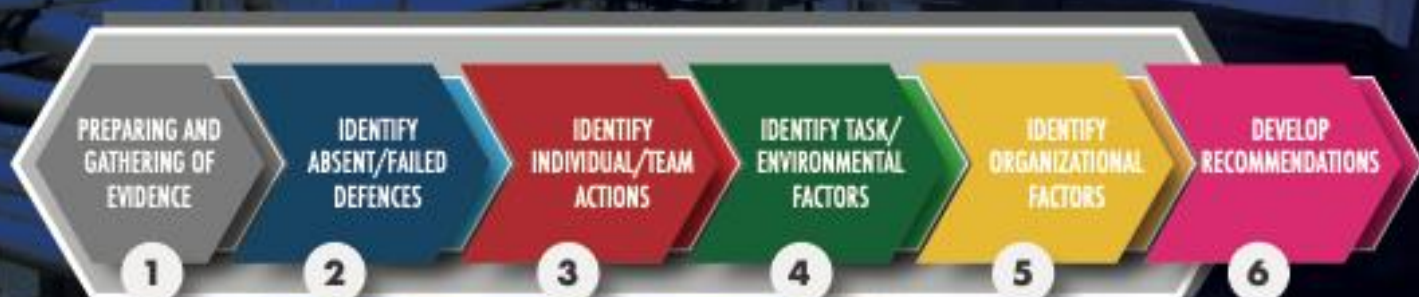 PREPARING AND
GATHERING OF
EVIDENCE
1
IDENTIFY
ABSENT/FAILED
DEFENCES
2
IDENTIFY
INDIVIDUAL/TEAM
ACTIONS
3
IDENTIFY TASK/
ENVIRONMENTAL
FACTORS
4
IDENTIFY
ORGANIZATIONAL
FACTORS
5
DEVELOP
RECOMMENDATIONS
6